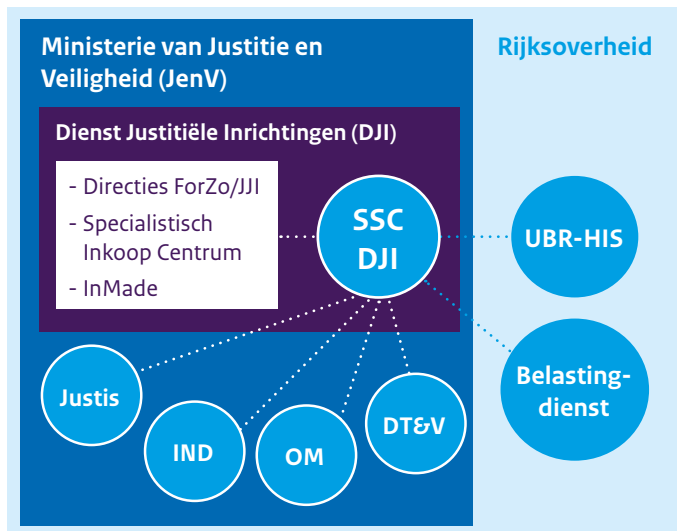 Ministerie van Justitie en
Veiligheid (JenV)
Rijksoverheid
Dienst Justitiële Inrichtingen (DJI)
- Directies ForZo/JJI
- Specialistisch
Inkoop Centrum
- InMade
SSC
DJI
UBR-HIS
Belasting-
dienst
Justis
IND
OM
DT&V